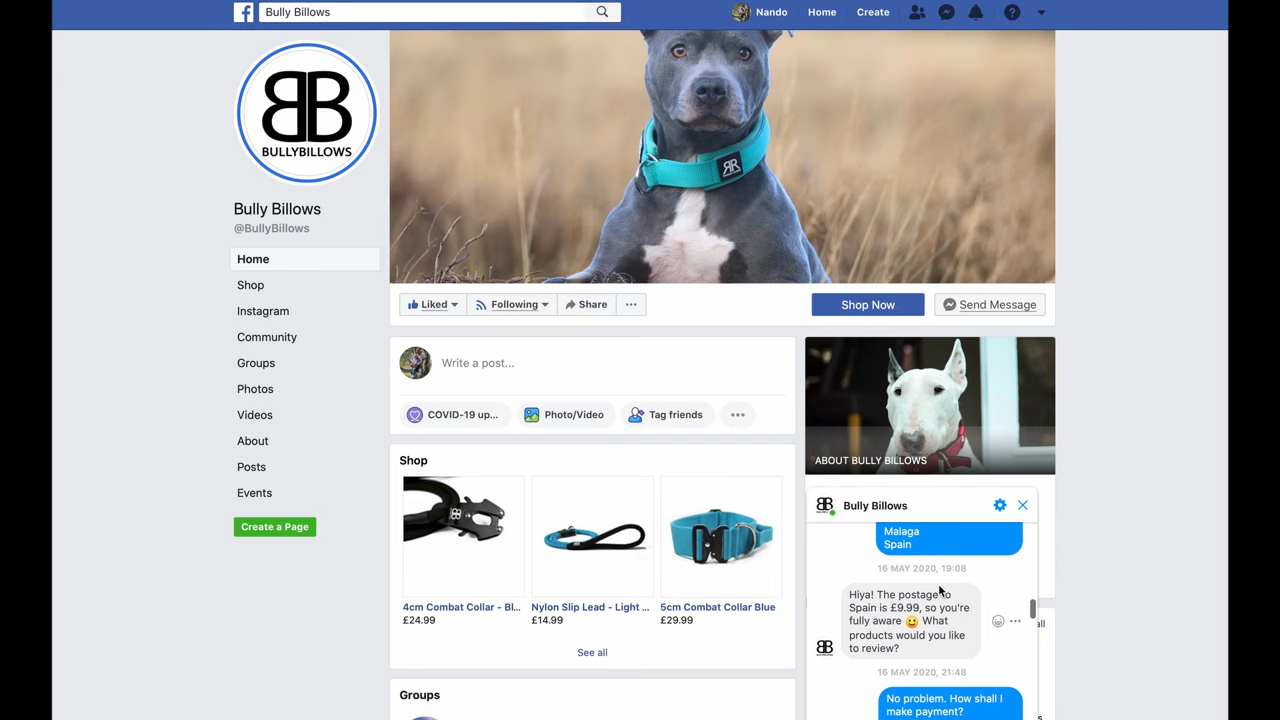 Bully Billows
Nando
Home
Create
BB
BULLYBILLOWS
Bully Billows
@BullyBillows
Home
Shop
Instagram
Community
Groups
Photos
Videos
About
Posts
Events
Create a Page
Liked
Following
Share
Shop Now
Send Message
Write a post...
COVID-19 up...
Photo/Video
Tag friends
Shop
4cm Combat Collar - Bl...
£24.99
Nylon Slip Lead - Light ...
£14.99
5cm Combat Collar Blue
£29.99
See all
Groups
ABOUT BULLY BILLOWS
Bully Billows
Malaga
Spain
16 MAY 2020, 19:08
Hiya! The postage to
Spain is £9.99, so you're
fully aware 😀 What
products would you like
to review?
16 MAY 2020, 21:48
No problem. How shall I
make payment?